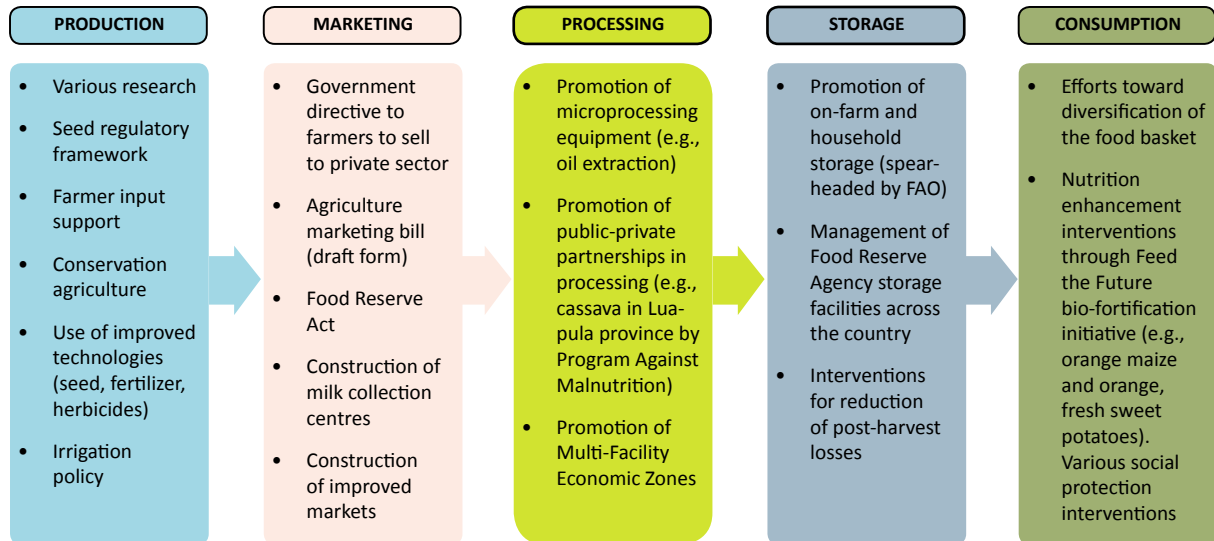 PRODUCTION
• Various research
• Seed regulatory
framework
• Farmer input
support
• Conservation
agriculture
• Use of improved
technologies
(seed, fertilizer,
herbicides)
• Irrigation
policy
MARKETING
• Government
directive to
farmers to sell
to private sector
• Agriculture
marketing bill
(draft form)
• Food Reserve
Act
• Construction of
milk collection
centres
• Construction
of improved
markets
PROCESSING
• Promotion of
microprocessing
equipment (e.g.,
oil extraction)
• Promotion of
public-private
partnerships in
processing (e.g.,
cassava in Lua-
pula province by
Program Against
Malnutrition)
• Promotion of
Multi-Facility
Economic Zones
STORAGE
• Promotion of
on-farm and
household
storage (spear-
headed by FAO)
• Management of
Food Reserve
Agency storage
facilities across
the country
• Interventions
for reduction
of post-harvest
losses
CONSUMPTION
• Efforts toward
diversification of
the food basket
• Nutrition
enhancement
interventions
through Feed
the Future
bio-fortification
initiative (e.g.,
orange maize
and orange,
fresh sweet
potatoes).
Various social
protection
interventions